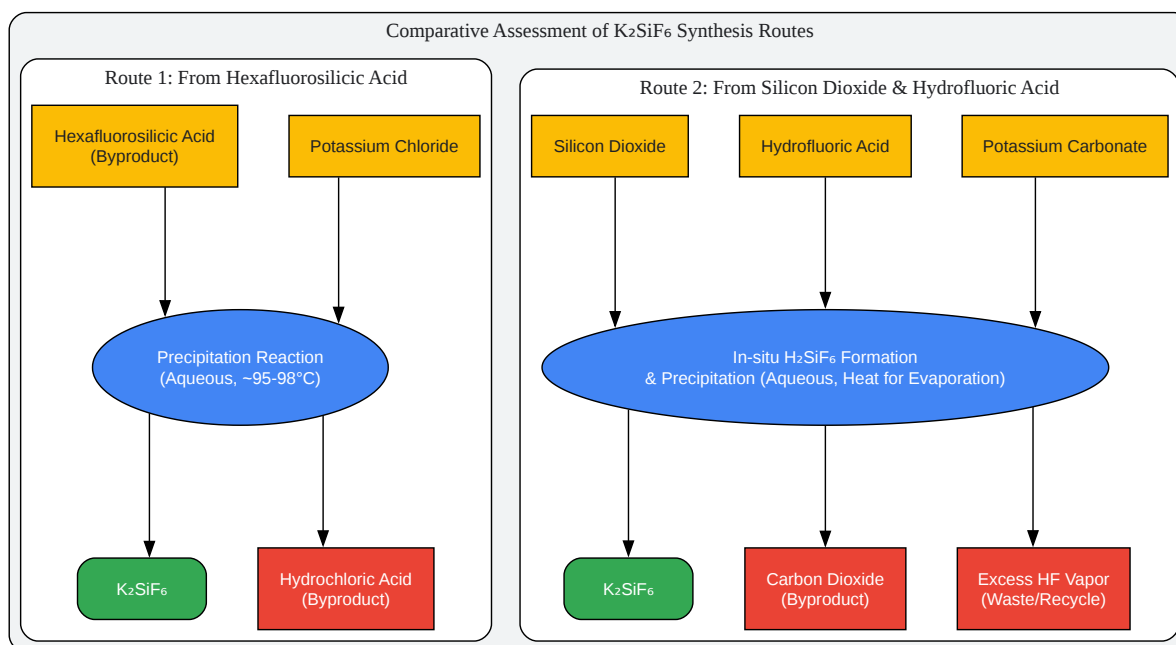 Comparative Assessment of K₂SiF₆ Synthesis Routes
Route 1: From Hexafluorosilicic Acid
Hexafluorosilicic Acid
(Byproduct)
Potassium Chloride
Precipitation Reaction
(Aqueous, ~95-98°C)
K₂SiF₆
Hydrochloric Acid
(Byproduct)
Route 2: From Silicon Dioxide & Hydrofluoric Acid
Silicon Dioxide
Hydrofluoric Acid
Potassium Carbonate
In-situ H₂SiF₆ Formation
& Precipitation (Aqueous, Heat for Evaporation)
K₂SiF₆
Carbon Dioxide
(Byproduct)
Excess HF Vapor
(Waste/Recycle)